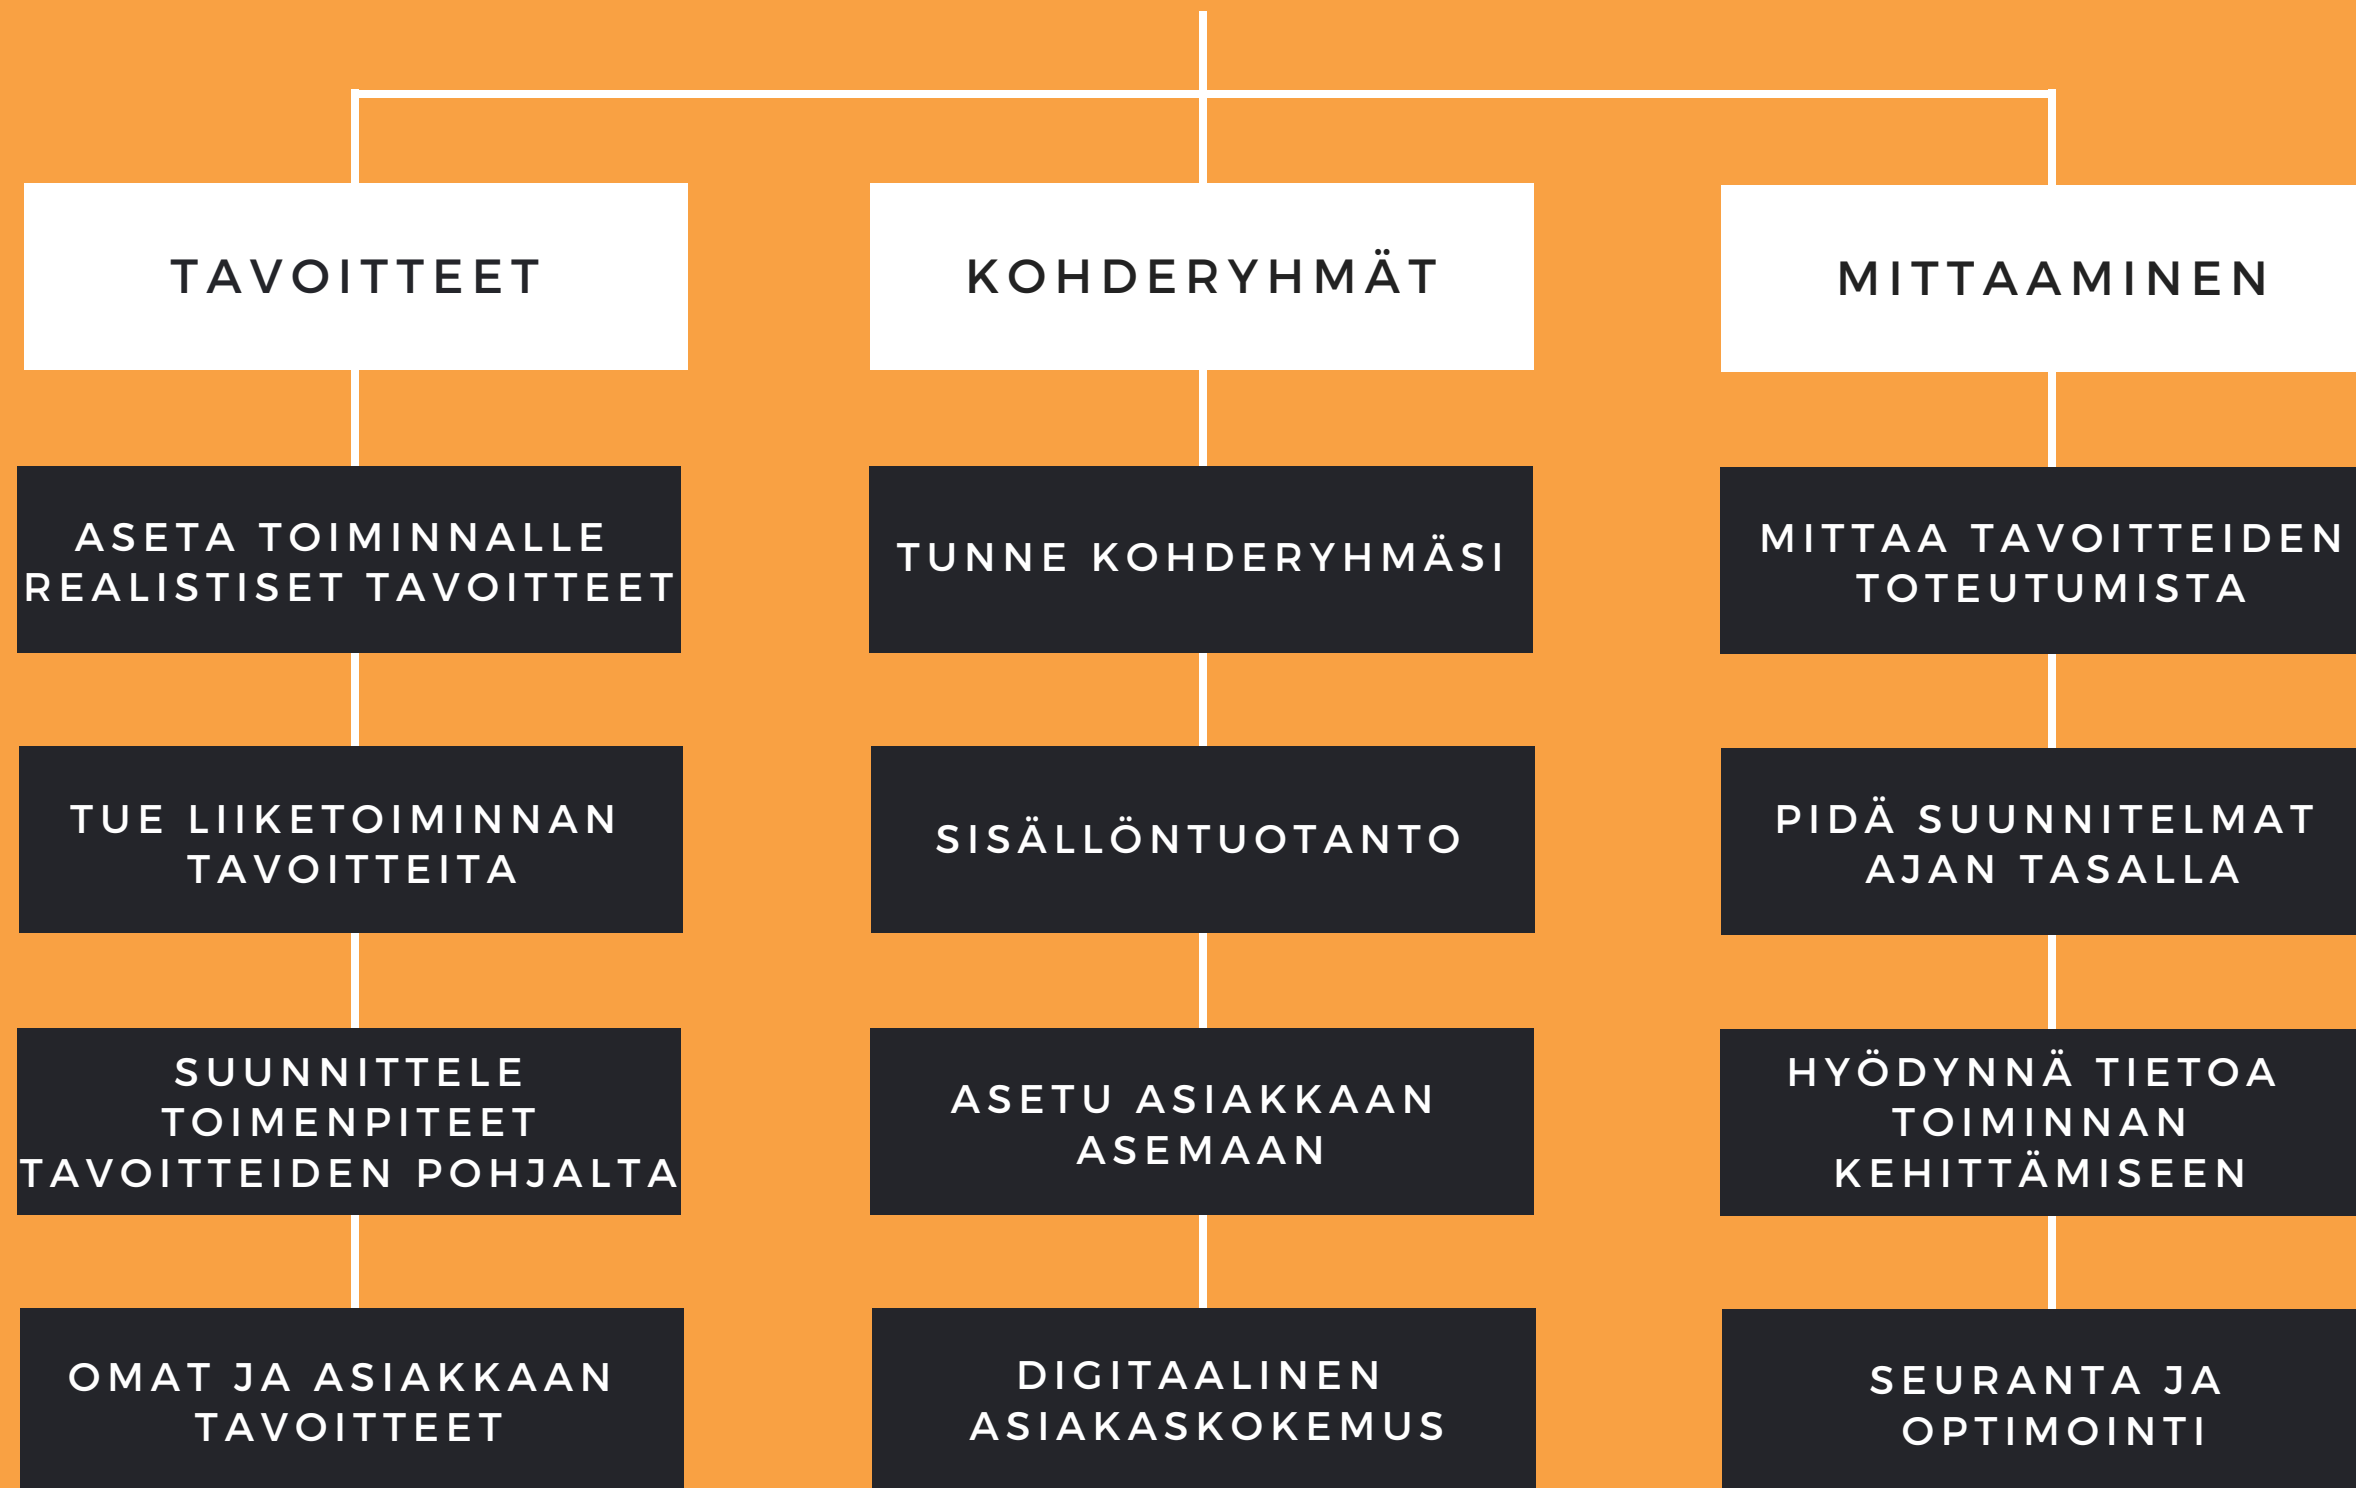 TAVOITTEET
KOHDERYHMÄT
MITTAAMINEN
ASETA TOIMINNALLE
REALISTISET TAVOITTEET
TUNNE KOHDERYHMÄSI
MITTAA TAVOITTEIDEN
TOTEUTUMISTA
TUE LIIKETOIMINNAN
TAVOITTEITA
SISÄLLÖNTUOTANTO
PIDÄ SUUNNITELMAT
AJAN TASALLA
SUUNNITTELE
TOIMENPITEET
TAVOITTEIDEN POHJALTA
ASETU ASIAKKAAN
ASEMAAN
HYÖDYNNÄ TIETOA
TOIMINNAN
KEHITTÄMISEEN
OMAT JA ASIAKKAAN
TAVOITTEET
DIGITAALINEN
ASIAKASKOKEMUS
SEURANTA JA
OPTIMOINTI